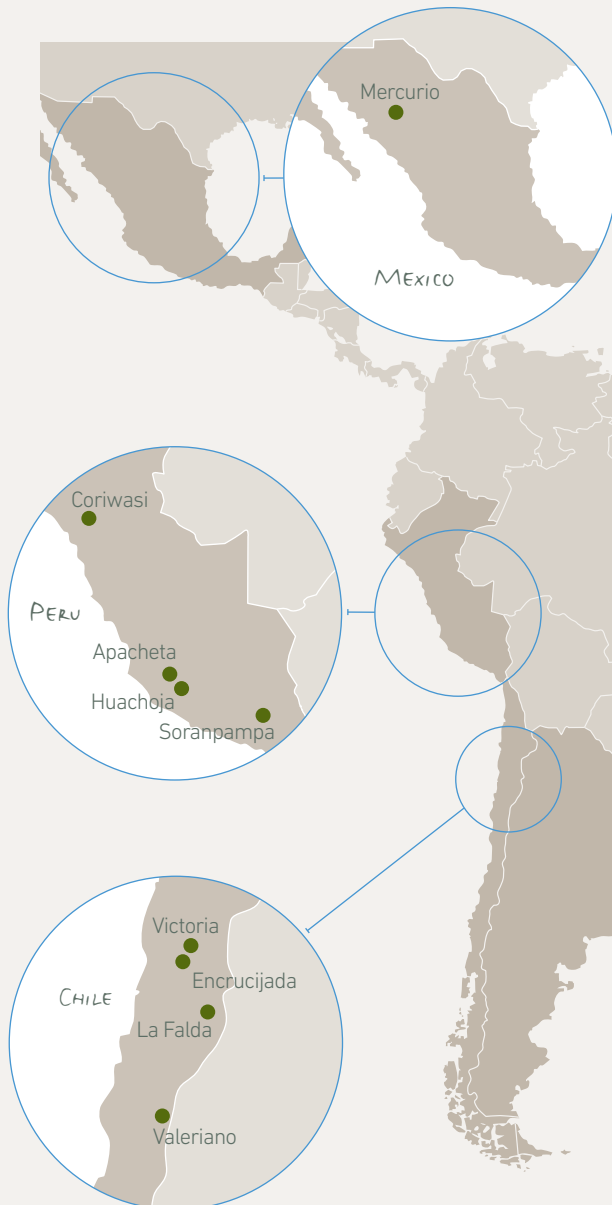 Mercurio
MEXICO
Coriwasi
PERU
Apacheta
Huachoja
Soranpampa
Victoria
Encrucijada
CHILE
La Falda
Valeriano